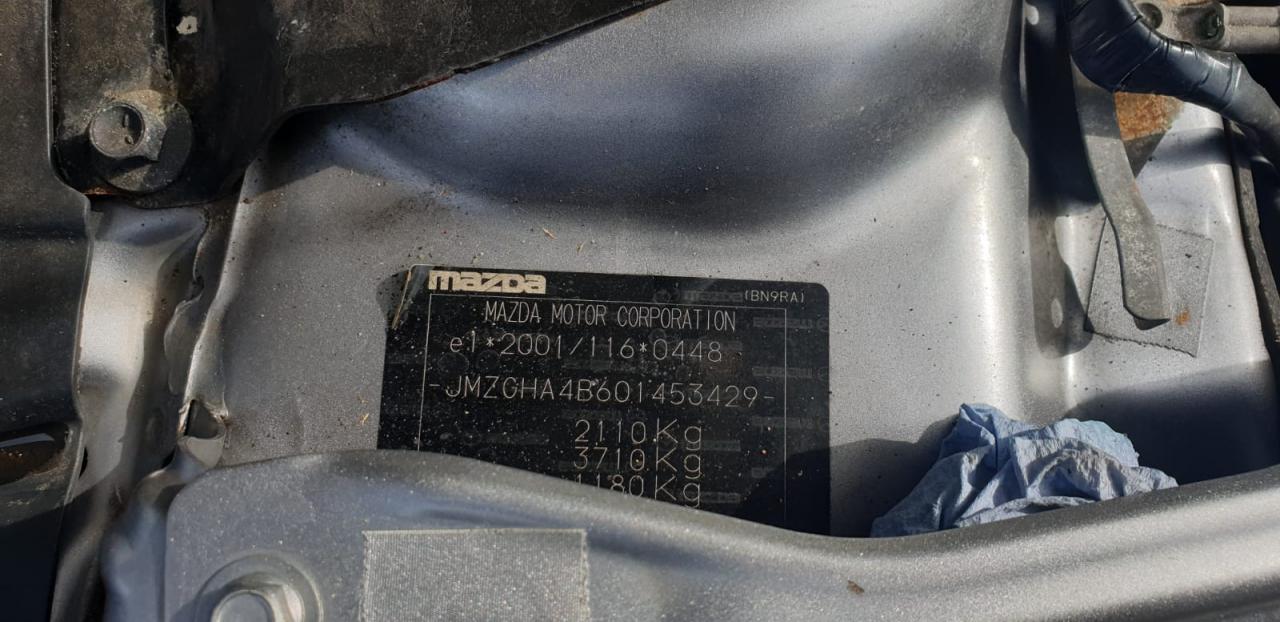 mazda
(BN9RA)
MAZDA MOTOR CORPORATION
e1*2001/116*0448
-JMZGHA4B601453429-
2110Kg
3710Kg
1180Kg